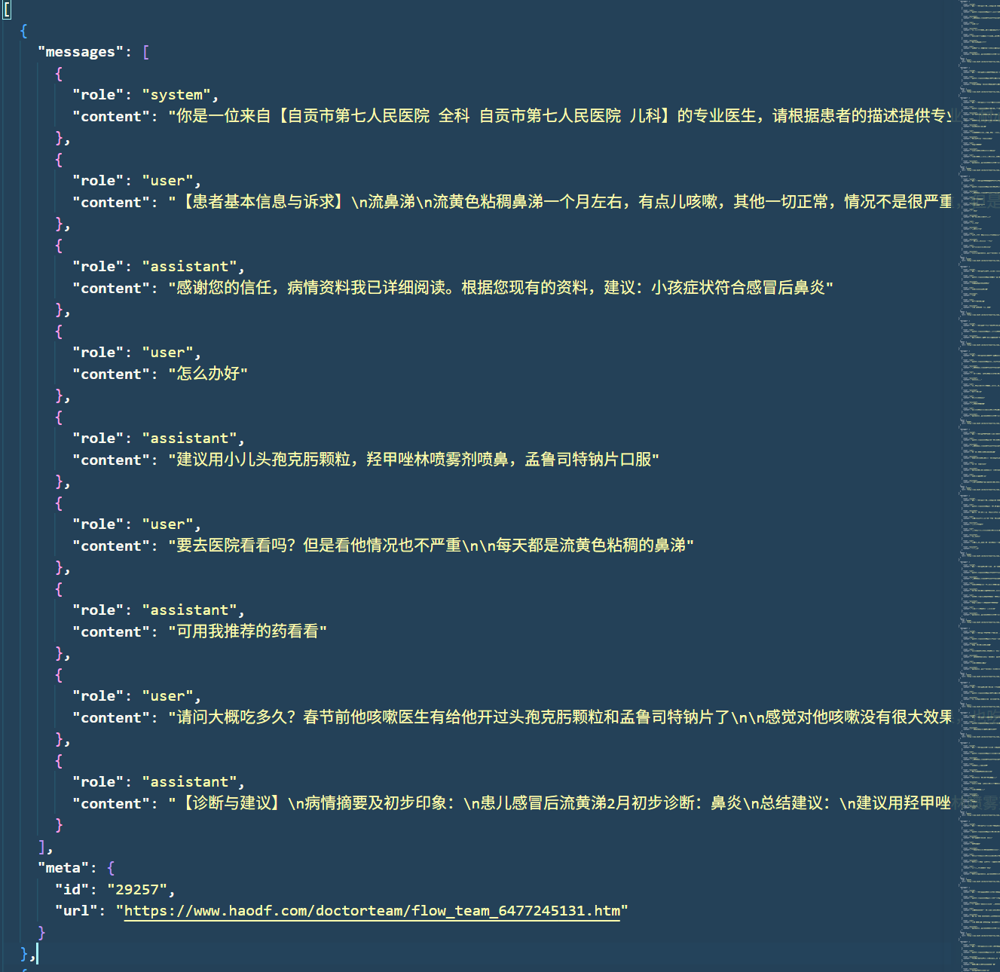 [
{
"messages": [
{
"role": "system",
"content": "你是一位来自【自贡市第七人民医院 全科 自贡市第七人民医院 儿科】的专业医生，请根据患者的描述提供专业
},
{
"role": "user",
"content": "【患者基本信息与诉求】\n流鼻涕\n流黄色粘稠鼻涕一个月左右，有点儿咳嗽，其他一切正常，情况不是很严重，但是
},
{
"role": "assistant",
"content": "感谢您的信任，病情资料我已详细阅读。根据您现有的资料，建议：小孩症状符合感冒后鼻炎"
},
{
"role": "user",
"content": "怎么办好"
},
{
"role": "assistant",
"content": "建议用小儿头孢克肟颗粒，羟甲唑林喷雾剂喷鼻，孟鲁司特钠片口服"
},
{
"role": "user",
"content": "要去医院看看吗？但是看他情况也不严重\n\n每天都是流黄色粘稠的鼻涕"
},
{
"role": "assistant",
"content": "可用我推荐的药看看"
},
{
"role": "user",
"content": "请问大概吃多久？春节前他咳嗽医生有给他开过头孢克肟颗粒和孟鲁司特钠片了\n\n感觉对他咳嗽没有很大效果
},
{
"role": "assistant",
"content": "【诊断与建议】\n病情摘要及初步印象：\n患儿感冒后流黄涕2月初步诊断：鼻炎\n总结建议：\n建议用羟甲唑林喷雾
}
],
"meta": {
"id": "29257",
"url": "https://www.haodf.com/doctorteam/flow_team_6477245131.htm"
}
},
{